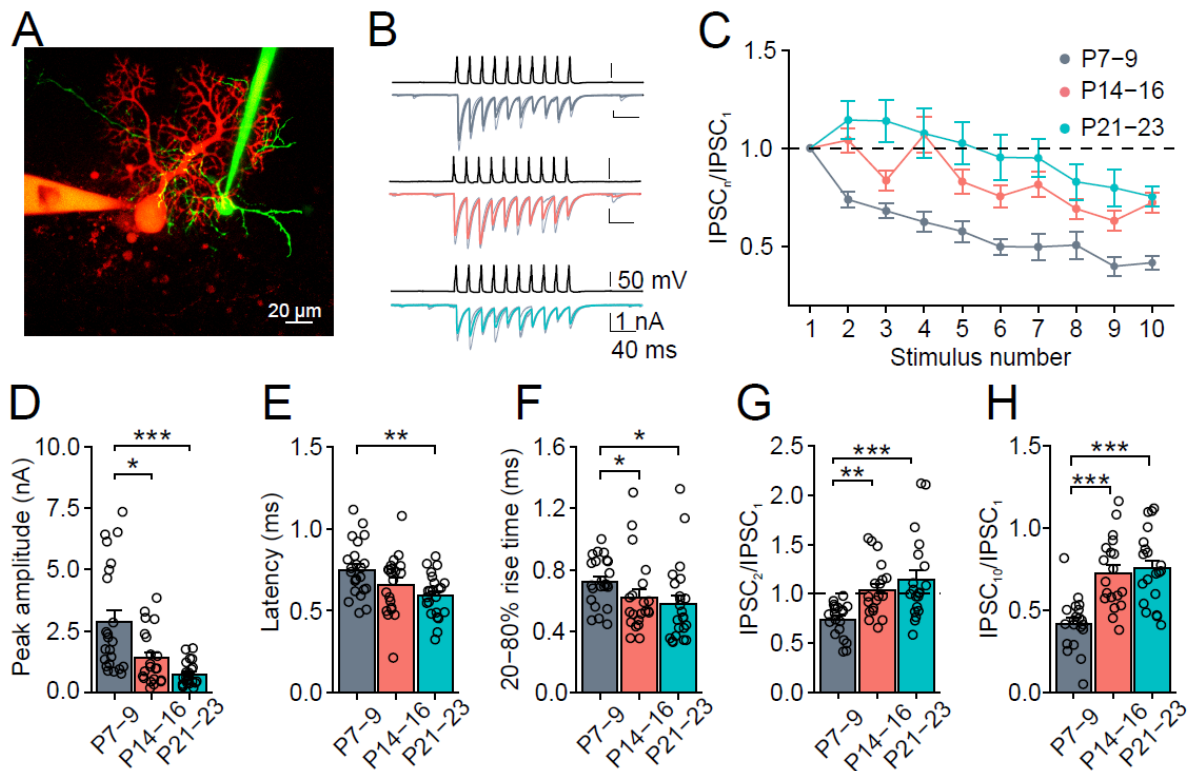 A
20 µm
B
50 mV
1 nA
40 ms
C
1.5
1.0
0.5
IPSCn/IPSC1
P7−9
P14−16
P21−23
1 2 3 4 5 6 7 8 9 10
Stimulus number
D
10.0
7.5
5.0
2.5
0.0
Peak amplitude (nA)
***
*
P7−9
P14−16
P21−23
E
1.5
1.0
0.5
0.0
Latency (ms)
**
P7−9
P14−16
P21−23
F
1.6
1.2
0.8
0.4
0.0
20−80% rise time (ms)
*
*
P7−9
P14−16
P21−23
G
2.5
2.0
1.5
1.0
0.5
0.0
IPSC2/IPSC1
***
**
P7−9
P14−16
P21−23
H
1.5
1.0
0.5
0.0
IPSC10/IPSC1
***
***
P7−9
P14−16
P21−23